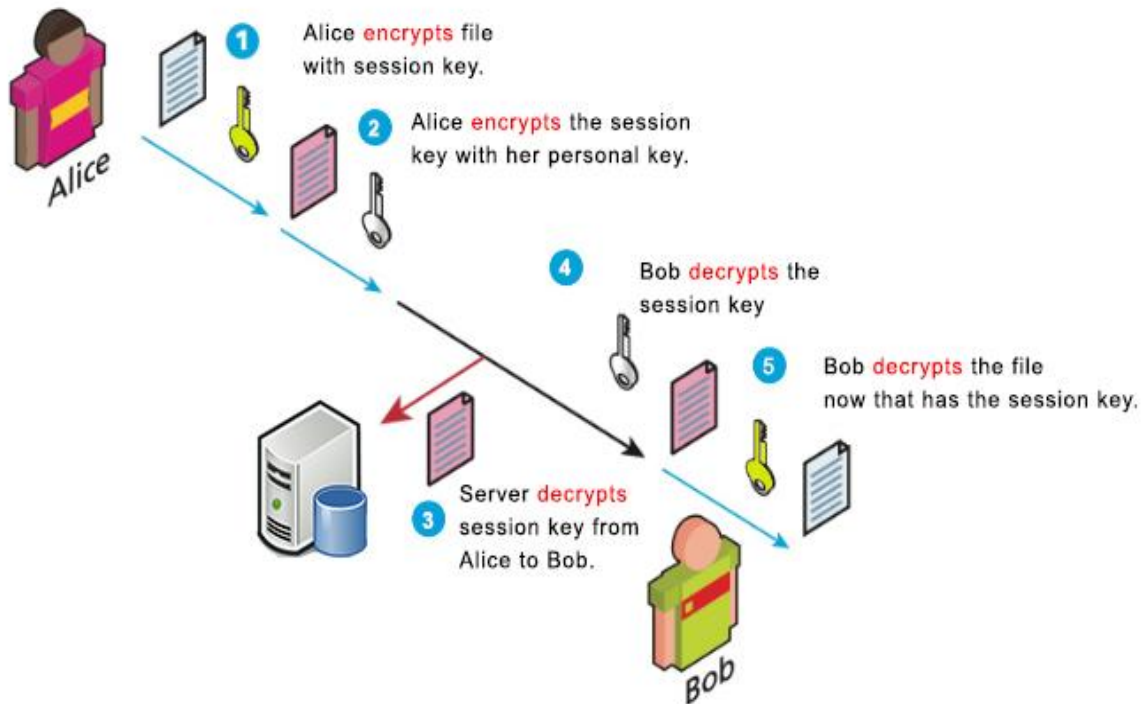 1
Alice encrypts file
with session key.
2
Alice encrypts the session
key with her personal key.
Alice
4
Bob decrypts the
session key
5
Bob decrypts the file
now that has the session key.
3
Server decrypts
session key from
Alice to Bob.
Bob